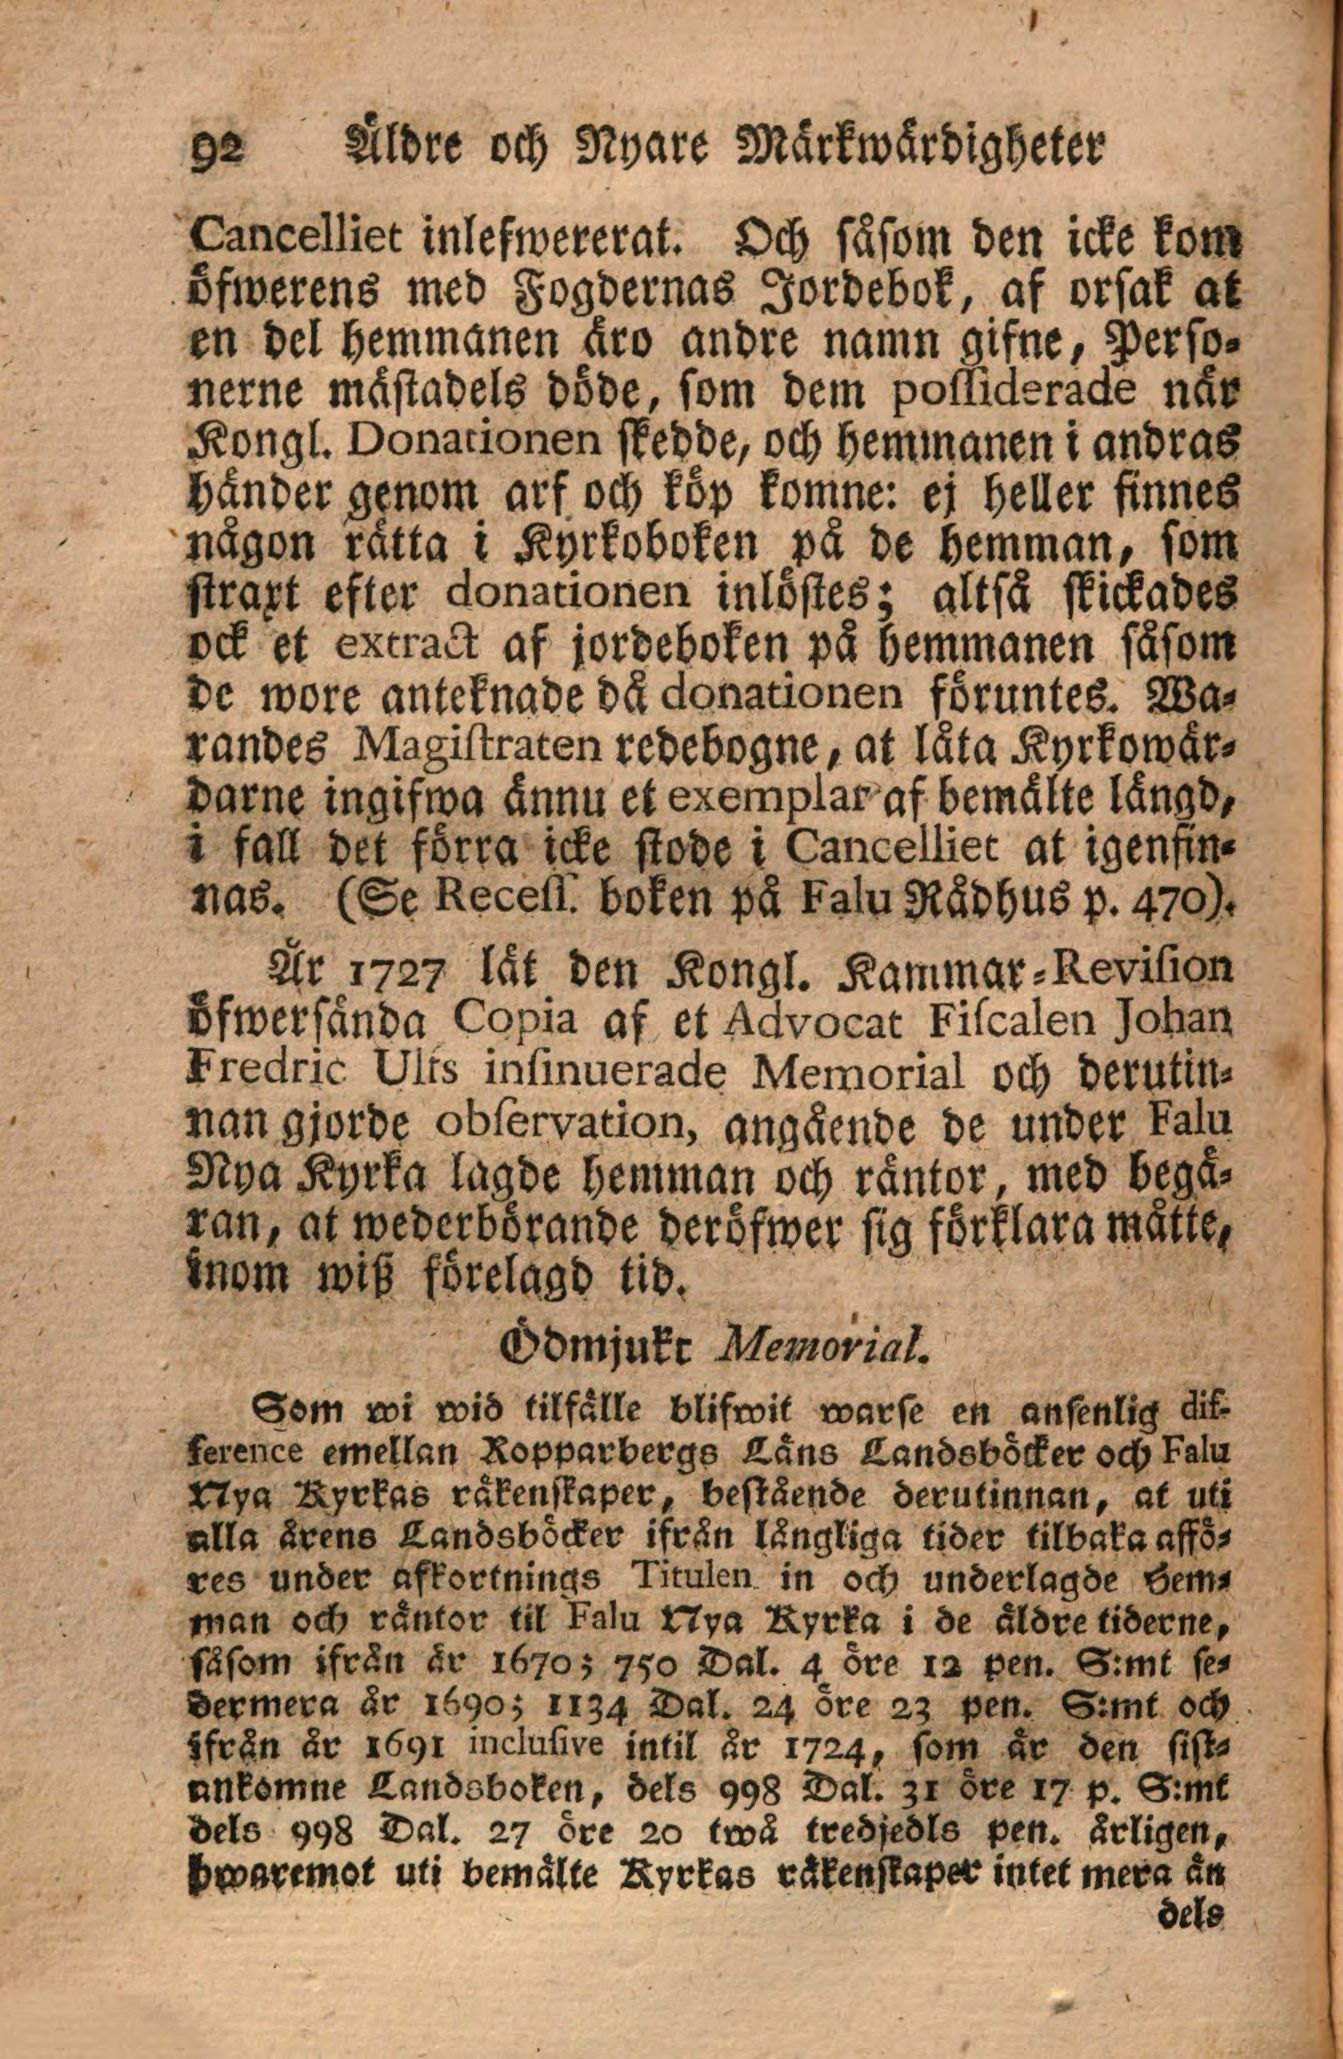 92 Äldre och Nyare Märkwärdigheter
Cancelliet inlefwererat. Och såsom den icke kom
öfwerens med Fogdernas Jordebok, af orsak at
en del hemmanen äro andre namn gifne, Perso-
nerne mästadels döde, som dem possiderade när
Kongl. Donationen skedde, och hemmanen i andras
händer genom arf och köp komne: ej heller finnes
någon rätta i Kyrkoboken på de hemman, som
straxt efter donationen inlöstes; altså skickades
ock et extract af jordeboken på hemmanen såsom
de wore anteknade då donationen föruntes. Wa-
randes Magistraten redebogne, at låta Kyrkowär-
darne ingifwa ännu et exemplar af bemälte längd,
i fall det förra icke stode i Cancelliet at igenfin-
nas. (Se Recess. boken på Falu Rådhus p. 470).
År 1727 lät den Kongl. Kammar-Revision
öfwersända Copia af et Advocat Fiscalen Johan
Fredric Ulfs insinuerade Memorial och derutin-
nan gjorde observation, angående de under Falu
Nya Kyrka lagde hemman och räntor, med begä-
ran, at wederbörande deröfwer sig förklara måtte,
inom wiß förelagd tid.
Ödmjukt Memorial.
Som wi wid tilfälle blifwit warse en ansenlig dif-
ference emellan Kopparbergs Läns Landsböcker och Falu
Nya Kyrkas räkenskaper, bestående derutinnan, at uti
alla årens Landsböcker ifrån långliga tider tilbaka afför-
res under afkortnings Titulen in och underlagde Hem-
man och räntor til Falu Nya Kyrka i de äldre tiderne,
såsom ifrån år 1670; 750 Dal. 4 öre 12 pen. S:mt se-
dermera år 1690; 1134 Dal. 24 öre 23 pen. S:mt och
ifrån år 1691 inclusive intil år 1724, som är den sist-
ankomne Landsboken, dels 998 Dal. 31 öre 17 p. S:mt
dels 998 Dal. 27 öre 20 twå tredjedls pen. årligen,
hwaremot uti bemälte Kyrkas räkenskaper intet mera än
dels